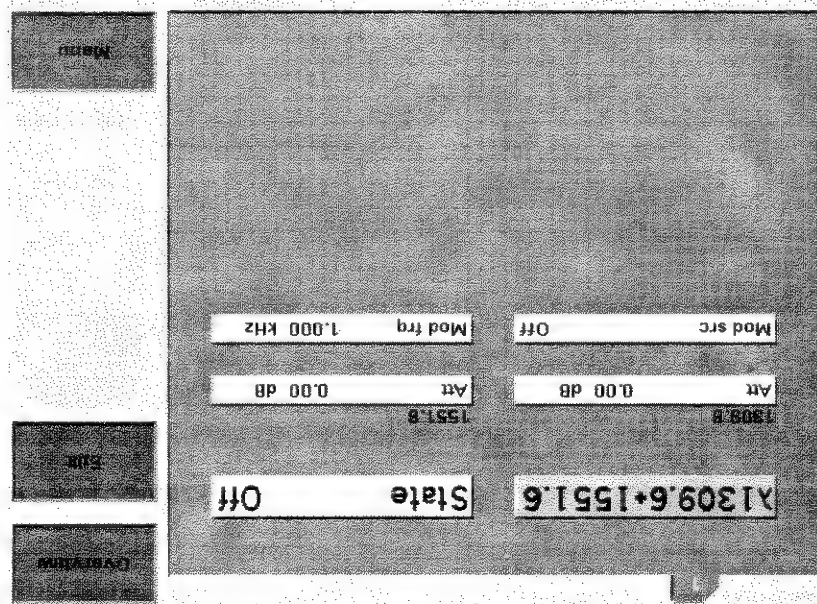 Overview
λ1309.6+1551.6
State Off
Edit
1309.6
1551.6
Att 0.00 dB
Att 0.00 dB
Mod src Off
Mod frq 1.000 kHz
Menu